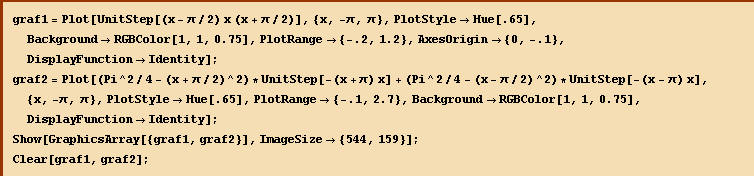 graf1 = Plot[UnitStep[(x - π / 2) x (x + π / 2)], {x, -π, π}, PlotStyle → Hue[.65],
Background → RGBColor[1, 1, 0.75], PlotRange → {-.2, 1.2}, AxesOrigin → {0, -.1},
DisplayFunction → Identity];
graf2 = Plot[(Pi^2 / 4 - (x + π / 2)^2) * UnitStep[-(x + π) x] + (Pi^2 / 4 - (x - π / 2)^2) * UnitStep[-(x - π) x],
{x, -π, π}, PlotStyle → Hue[.65], PlotRange → {-.1, 2.7}, Background → RGBColor[1, 1, 0.75],
DisplayFunction → Identity];
Show[GraphicsArray[{graf1, graf2}], ImageSize → {544, 159}];
Clear[graf1, graf2];